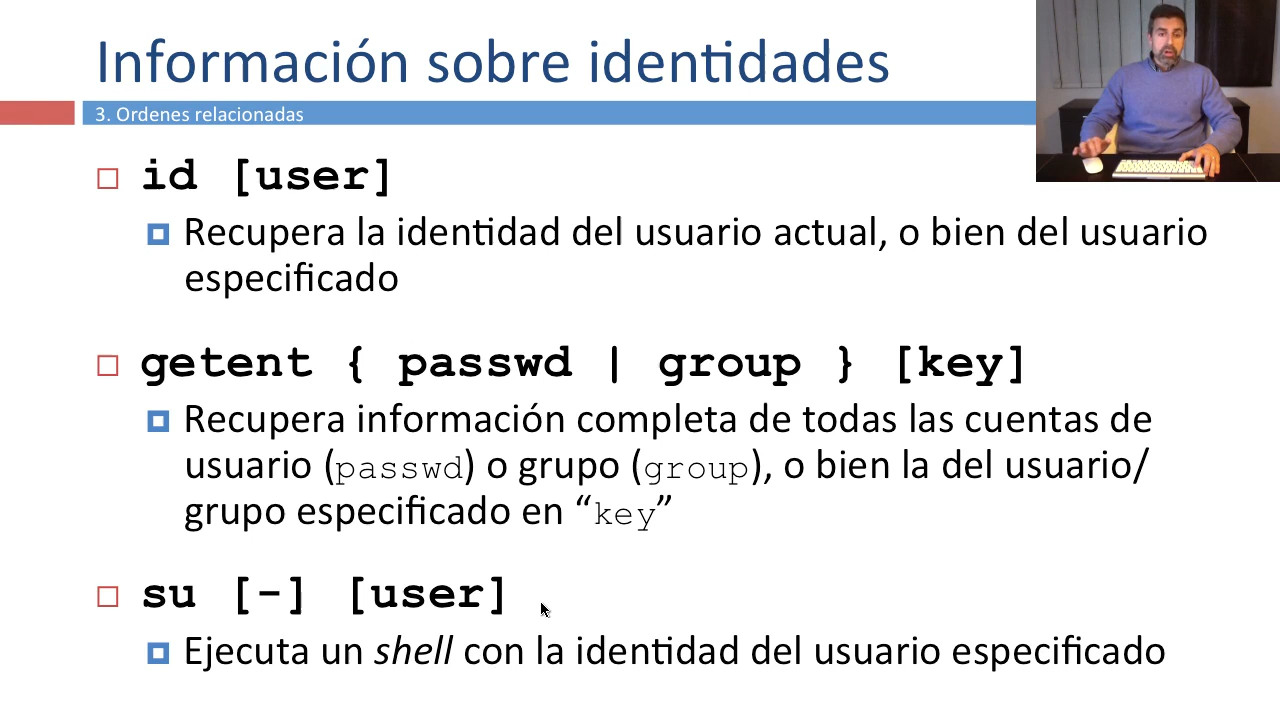 Información sobre identidades
3. Ordenes relacionadas
id [user]
Recupera la identidad del usuario actual, o bien del usuario
especificado
getent { passwd | group } [key]
Recupera información completa de todas las cuentas de
usuario (passwd) o grupo (group), o bien la del usuario/
grupo especificado en “key”
su [-] [user]
Ejecuta un shell con la identidad del usuario especificado